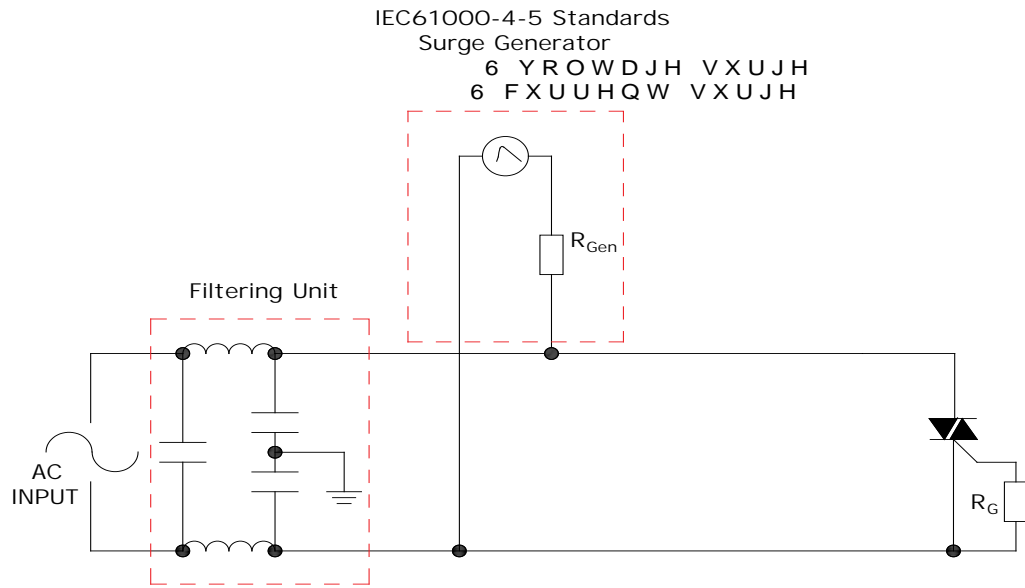 IEC61000-4-5 Standards
Surge Generator
6 YROWDJH VXUJH
6 FXUUHQW VXUJH
RGen
Filtering Unit
AC
INPUT
RG